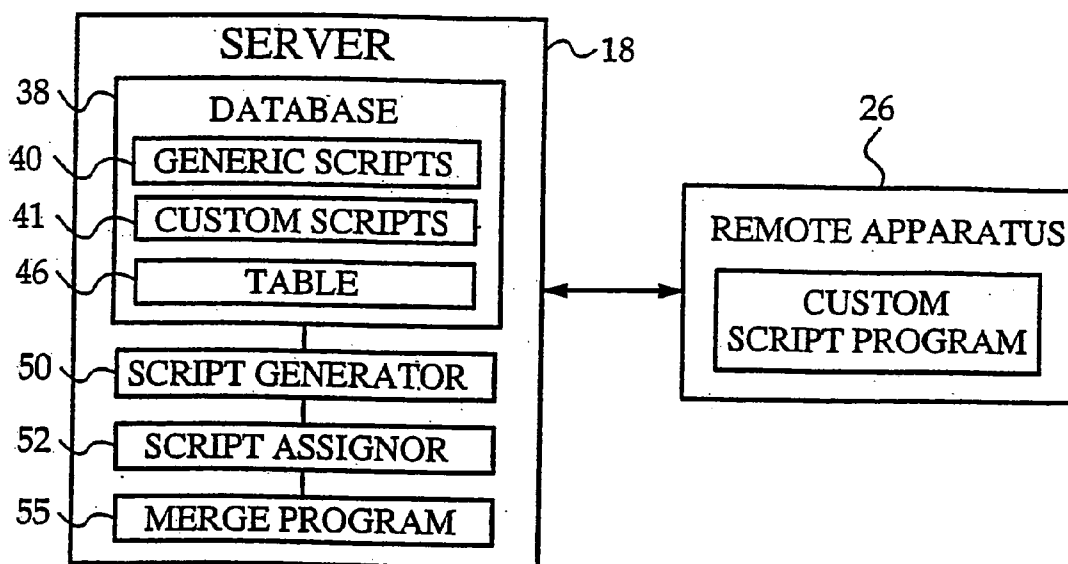 SERVER
18
38
DATABASE
40
GENERIC SCRIPTS
41
CUSTOM SCRIPTS
46
TABLE
50
SCRIPT GENERATOR
52
SCRIPT ASSIGNOR
55
MERGE PROGRAM
26
REMOTE APPARATUS
CUSTOM
SCRIPT PROGRAM